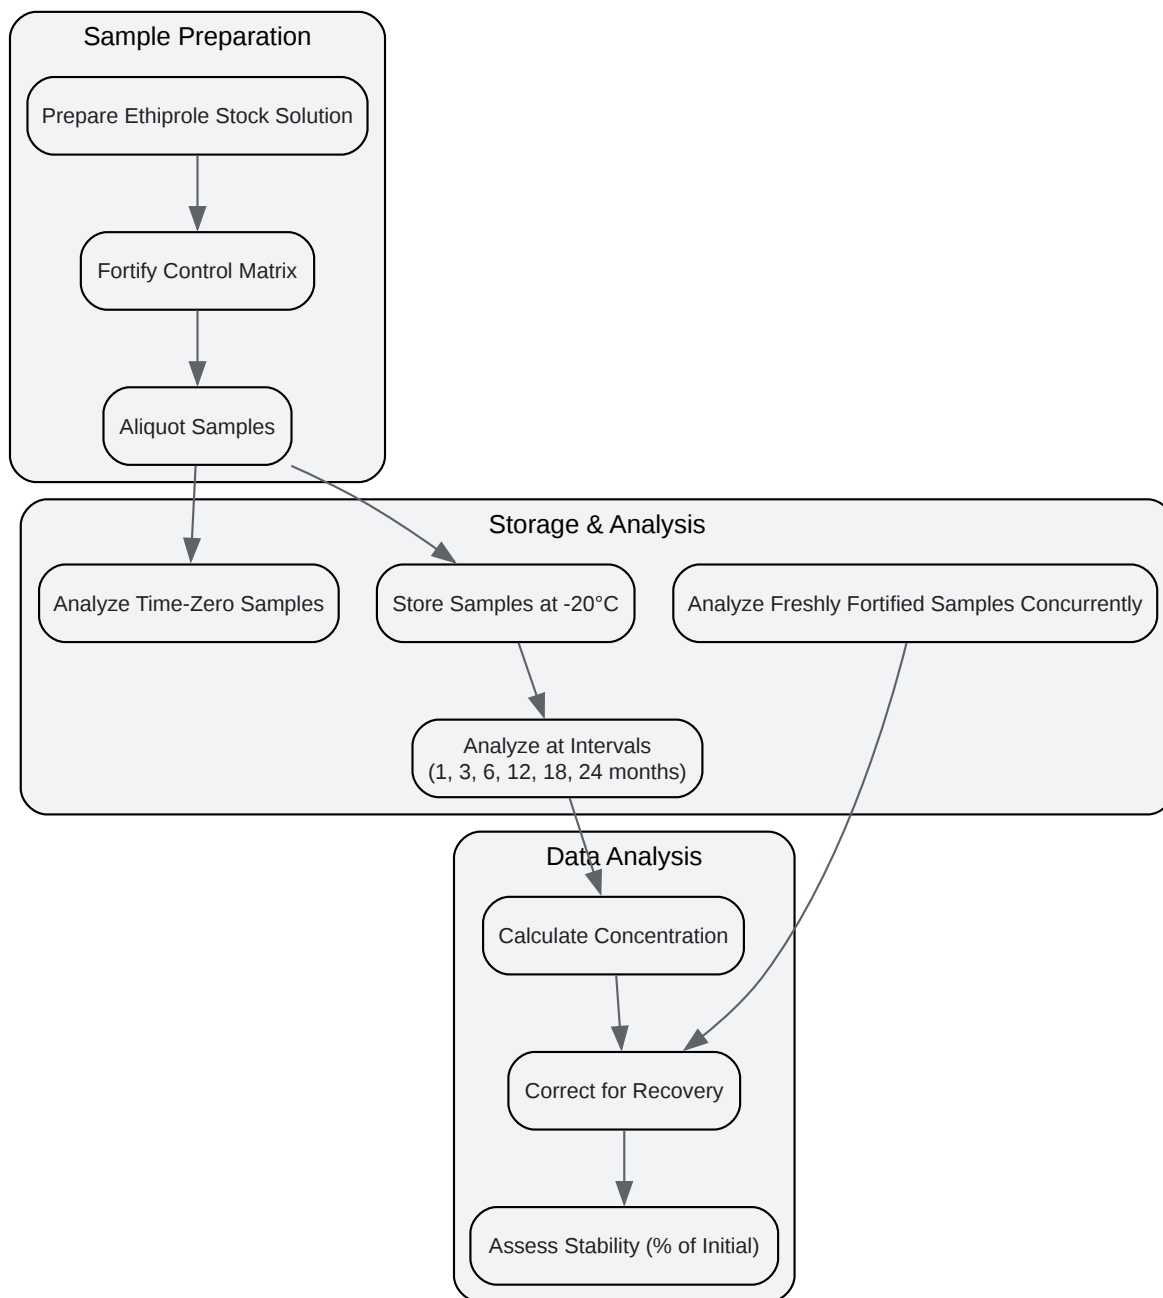 Sample Preparation
Prepare Ethiprole Stock Solution
Fortify Control Matrix
Aliquot Samples
Storage & Analysis
Analyze Time-Zero Samples
Store Samples at -20°C
Analyze Freshly Fortified Samples Concurrently
Analyze at Intervals
(1, 3, 6, 12, 18, 24 months)
Data Analysis
Calculate Concentration
Correct for Recovery
Assess Stability (% of Initial)